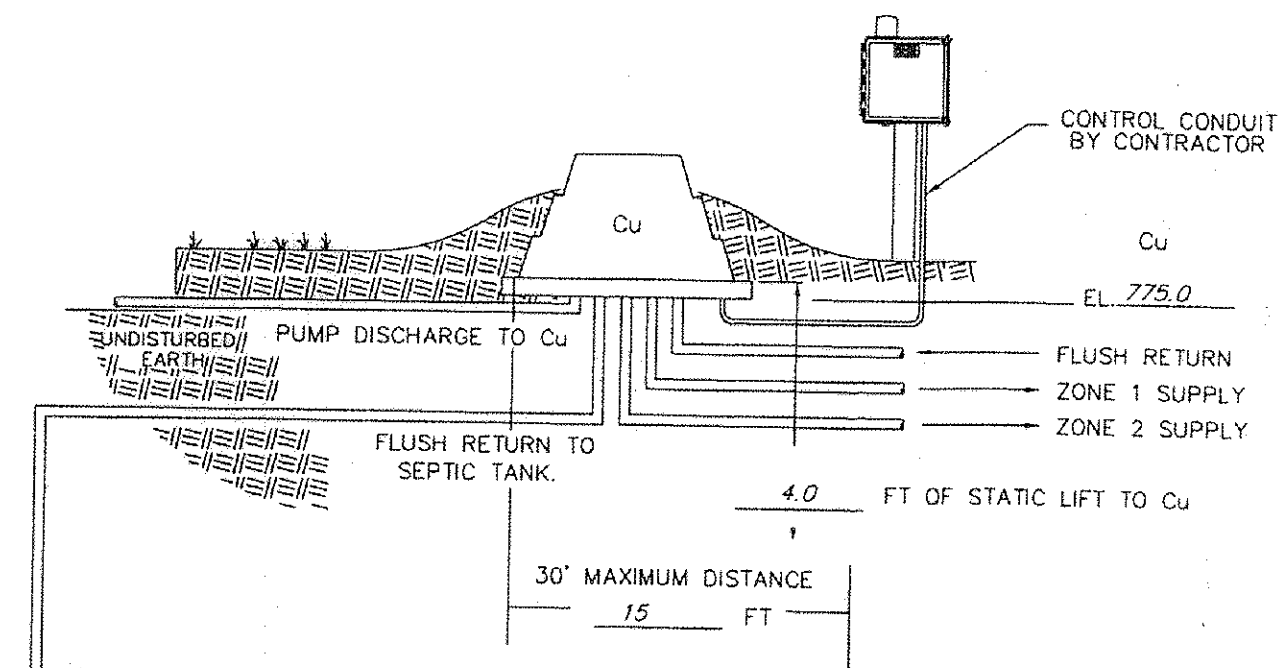 CONTROL CONDUIT
BY CONTRACTOR
Cu
Cu
EL. 775.0
PUMP DISCHARGE TO Cu
UNDISTURBED
EARTH
FLUSH RETURN
ZONE 1 SUPPLY
ZONE 2 SUPPLY
FLUSH RETURN TO
SEPTIC TANK.
4.0 FT OF STATIC LIFT TO Cu
30' MAXIMUM DISTANCE
15 FT